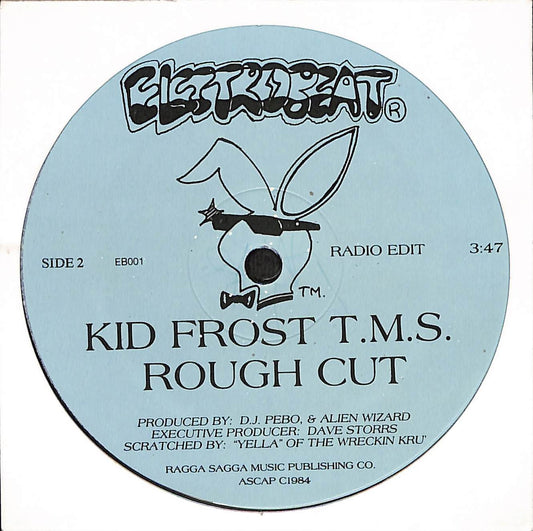 ELECTROBEAT ®
RADIO EDIT 3:47
SIDE 2 EB001
TM.
KID FROST T.M.S.
ROUGH CUT
PRODUCED BY: D.J. PEBO, & ALIEN WIZARD
EXECUTIVE PRODUCER: DAVE STORRS
SCRATCHED BY: "YELLA" OF THE WRECKIN KRU'
RAGGA SAGGA MUSIC PUBLISHING CO.
ASCAP C1984